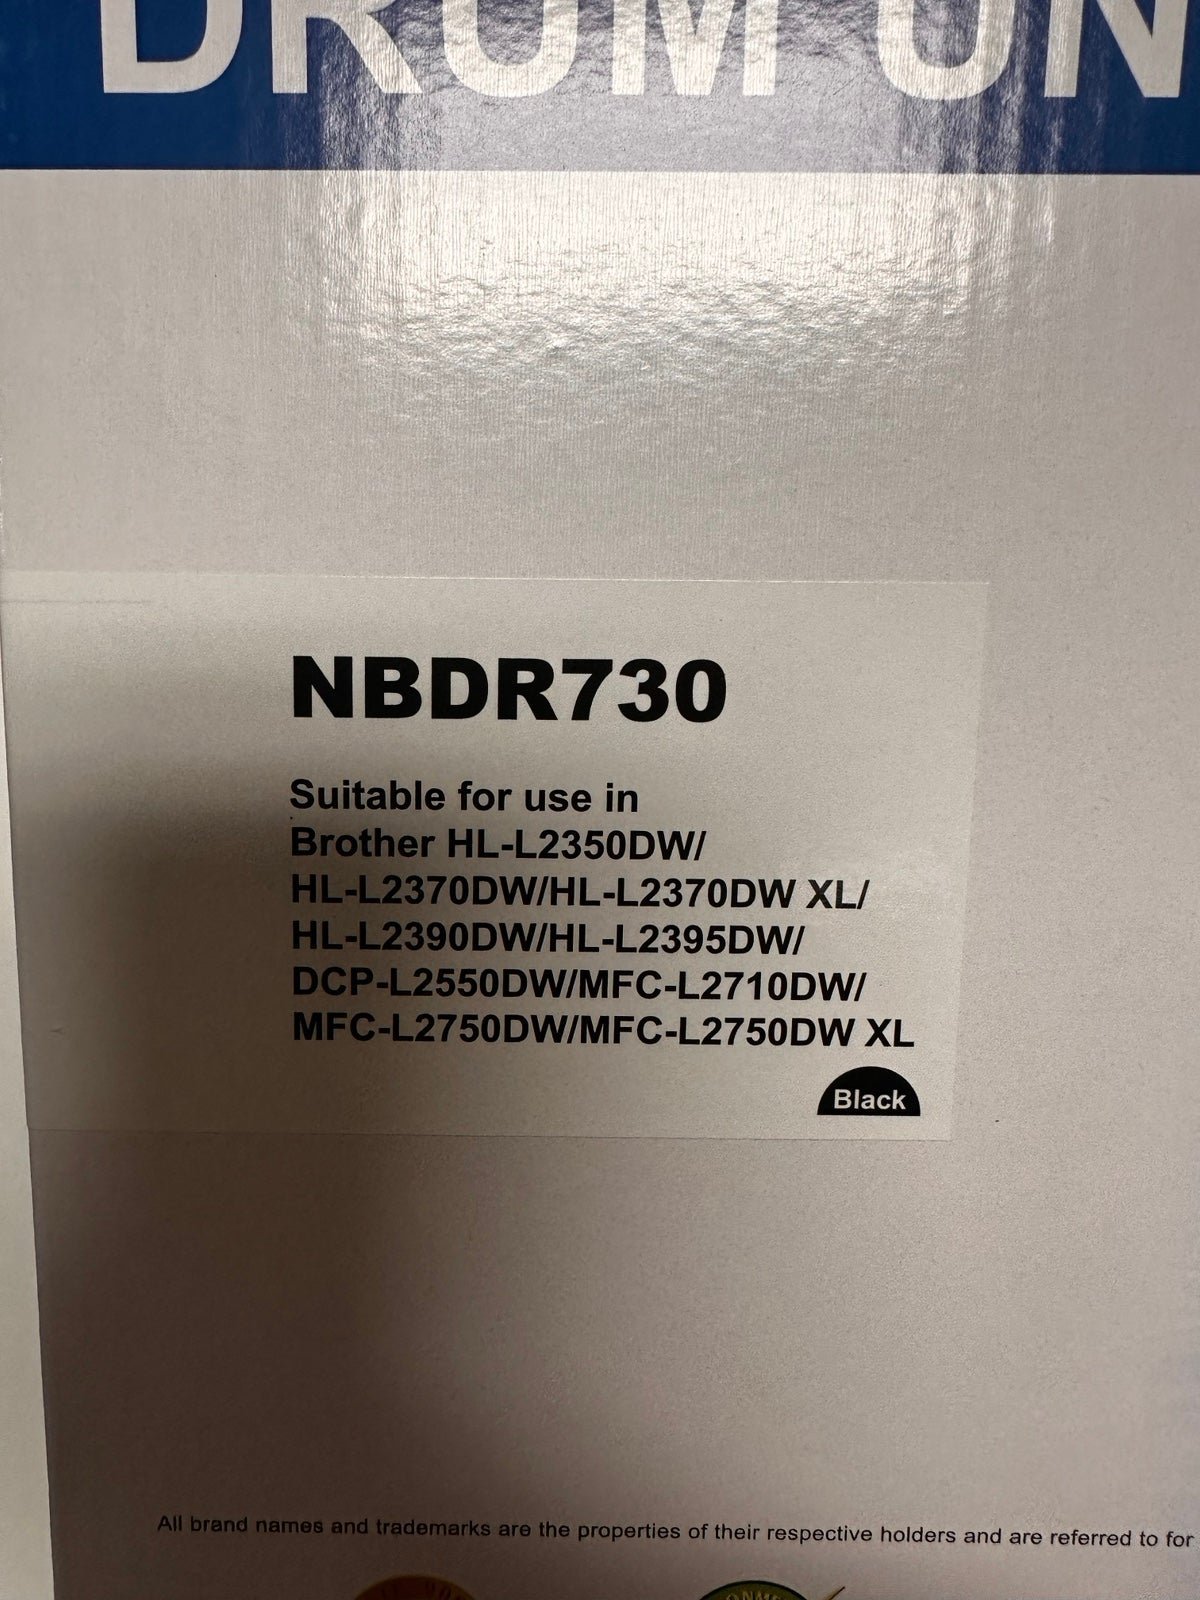 DRUM UN
NBDR730
Suitable for use in
Brother HL-L2350DW/
HL-L2370DW/HL-L2370DW XL/
HL-L2390DW/HL-L2395DW/
DCP-L2550DW/MFC-L2710DW/
MFC-L2750DW/MFC-L2750DW XL
Black
All brand names and trademarks are the properties of their respective holders and are referred to for